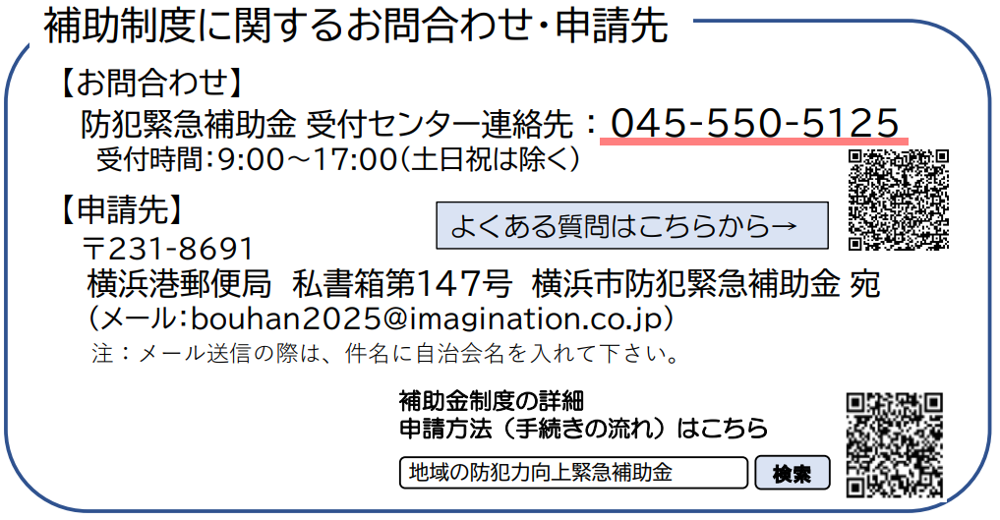 補助制度に関するお問合わせ・申請先
【お問合わせ】
防犯緊急補助金 受付センター連絡先：045-550-5125
受付時間：9:00～17:00（土日祝は除く）
【申請先】
よくある質問はこちらから→
〒231-8691
横浜港郵便局　私書箱第147号　横浜市防犯緊急補助金 宛
（メール：bouhan2025@imagination.co.jp）
注：メール送信の際は、件名に自治会名を入れて下さい。
補助金制度の詳細
申請方法（手続きの流れ）はこちら
地域の防犯力向上緊急補助金　検索